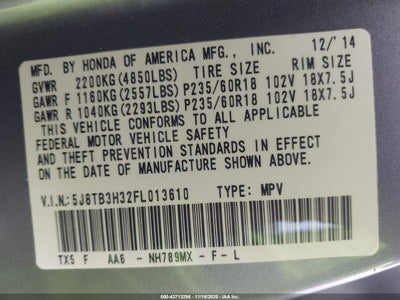 MFD. BY HONDA OF AMERICA MFG., INC. 12/'14
GVWR 2200KG(4850LBS) TIRE SIZE RIM SIZE
GAWR F 1160KG(2557LBS)P235/60R18 102V 18X7.5J
GAWR R 1040KG(2293LBS)P235/60R18 102V 18X7.5J
THIS VEHICLE CONFORMS TO ALL APPLICABLE
FEDERAL MOTOR VEHICLE SAFETY
AND THEFT PREVENTION STANDARDS IN EFFECT
ON THE DATE OF MANUFACTURE SHOWN ABOVE.
V.I.N.:5J8TB3H32FL013610 TYPE: MPV
TX5 F AA6 - NH789MX - F - L
© 000-43713298 - 11/18/2025 - IAAI